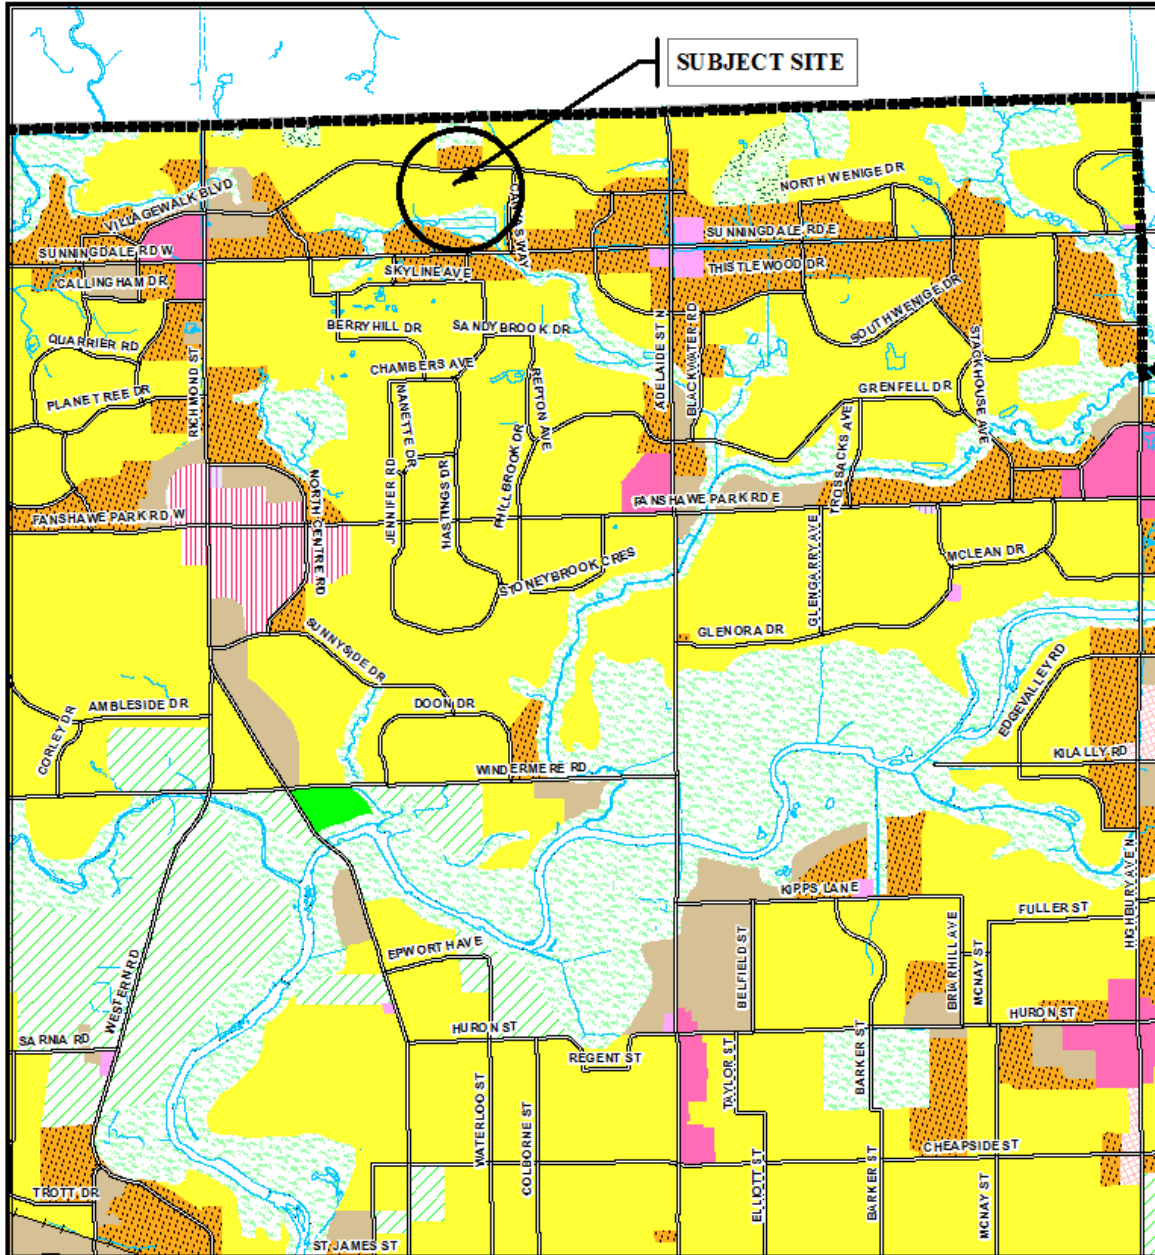 SUBJECT SITE
NORTH WENIGE DR
VILLAGEWALK BLVD
SUNNINGDALE RD E
SUNNINGDALE RD W
THISTLEWOOD DR
SKYLINE AVE
CALLINGHAM DR
SOUTH WENIGE DR
BERRYHILL DR
SANDYBROOK DR
QUARRIER RD
RICHMOND ST
ADELAIDE ST N
BLACKWATER RD
STACKHOUSE AVE
CHAMBERS AVE
PLANETREE DR
NANETTE DR
REPTON AVE
GRENFELL DR
TROSSACKS AVE
PHILLBROOK DR
HASTINGS DR
JENNIFER RD
NORTH CENTRE RD
FANSHAWE PARK RD E
FANSHAWE PARK RD W
GLENGARRY AVE
MCLEAN DR
STONEYBROOK CRES
GLENORA DR
SUNNYSIDE DR
EDGEVALLEY RD
AMBLESIDE DR
DOON DR
CORLEY DR
KILALLY RD
WINDERMERE RD
KIPPS LANE
HIGHBURY AVE N
FULLER ST
EPWORTH AVE
BELFIELD ST
BRIARHILL AVE
MCNAY ST
WESTERN RD
HURON ST
HURON ST
SARNIA RD
REGENT ST
TAYLOR ST
BARKER ST
WATERLOO ST
COLBORNE ST
CHEAPSIDE ST
ELLIOTT ST
BARKER ST
MCNAY ST
TROTT DR
ST JAMES ST